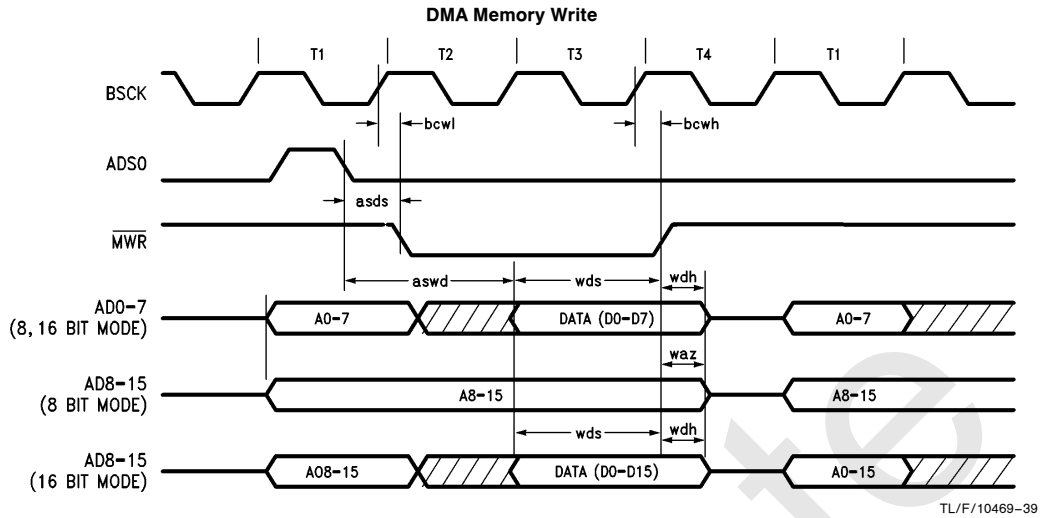 DMA Memory Write
T1 T2 T3 T4 T1
BSCK
bcwl bcwh
ADS0
asds
MWR
aswd wds wdh
AD0-7
(8, 16 BIT MODE)
A0-7 DATA (D0-D7) A0-7
waz
AD8-15
(8 BIT MODE)
A8-15 A8-15
wds wdh
AD8-15
(16 BIT MODE)
A08-15 DATA (D0-D15) A0-15
TL/F/10469-39